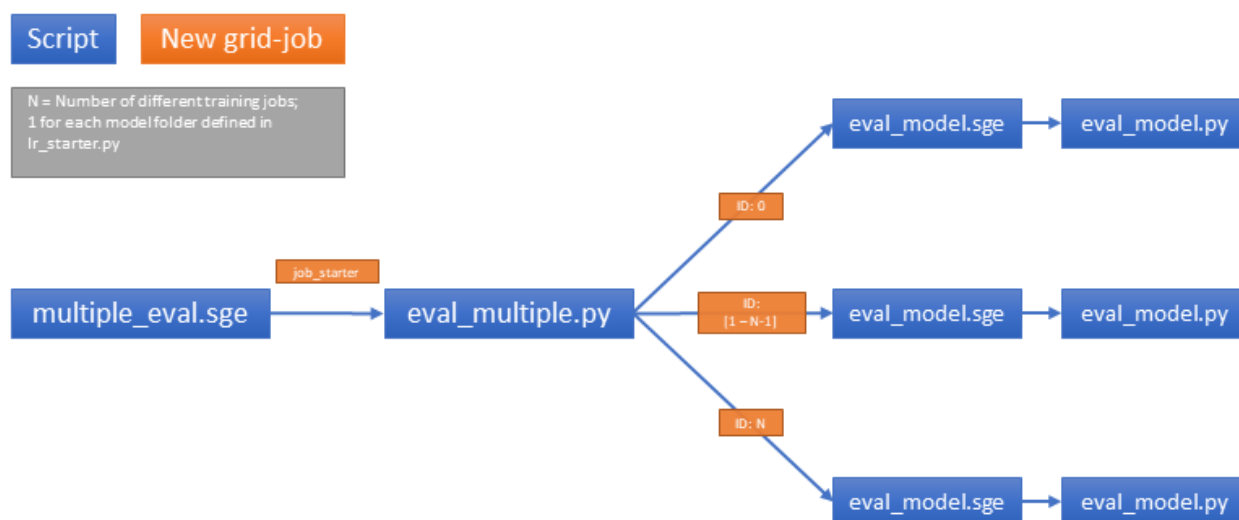 Script
New grid-job
N = Number of different training jobs;
1 for each model folder defined in
lr_starter.py
eval_model.sge
eval_model.py
ID: 0
job_starter
multiple_eval.sge
eval_multiple.py
ID:
[1 – N-1]
eval_model.sge
eval_model.py
ID: N
eval_model.sge
eval_model.py